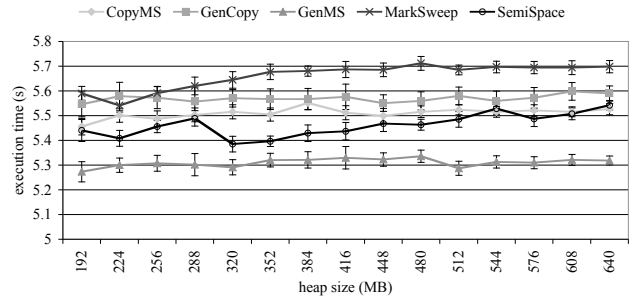 CopyMS GenCopy GenMS MarkSweep SemiSpace
5.8
5.7
5.6
5.5
5.4
5.3
5.2
5.1
5
execution time (s)
192 224 256 288 320 352 384 416 448 480 512 544 576 608 640
heap size (MB)